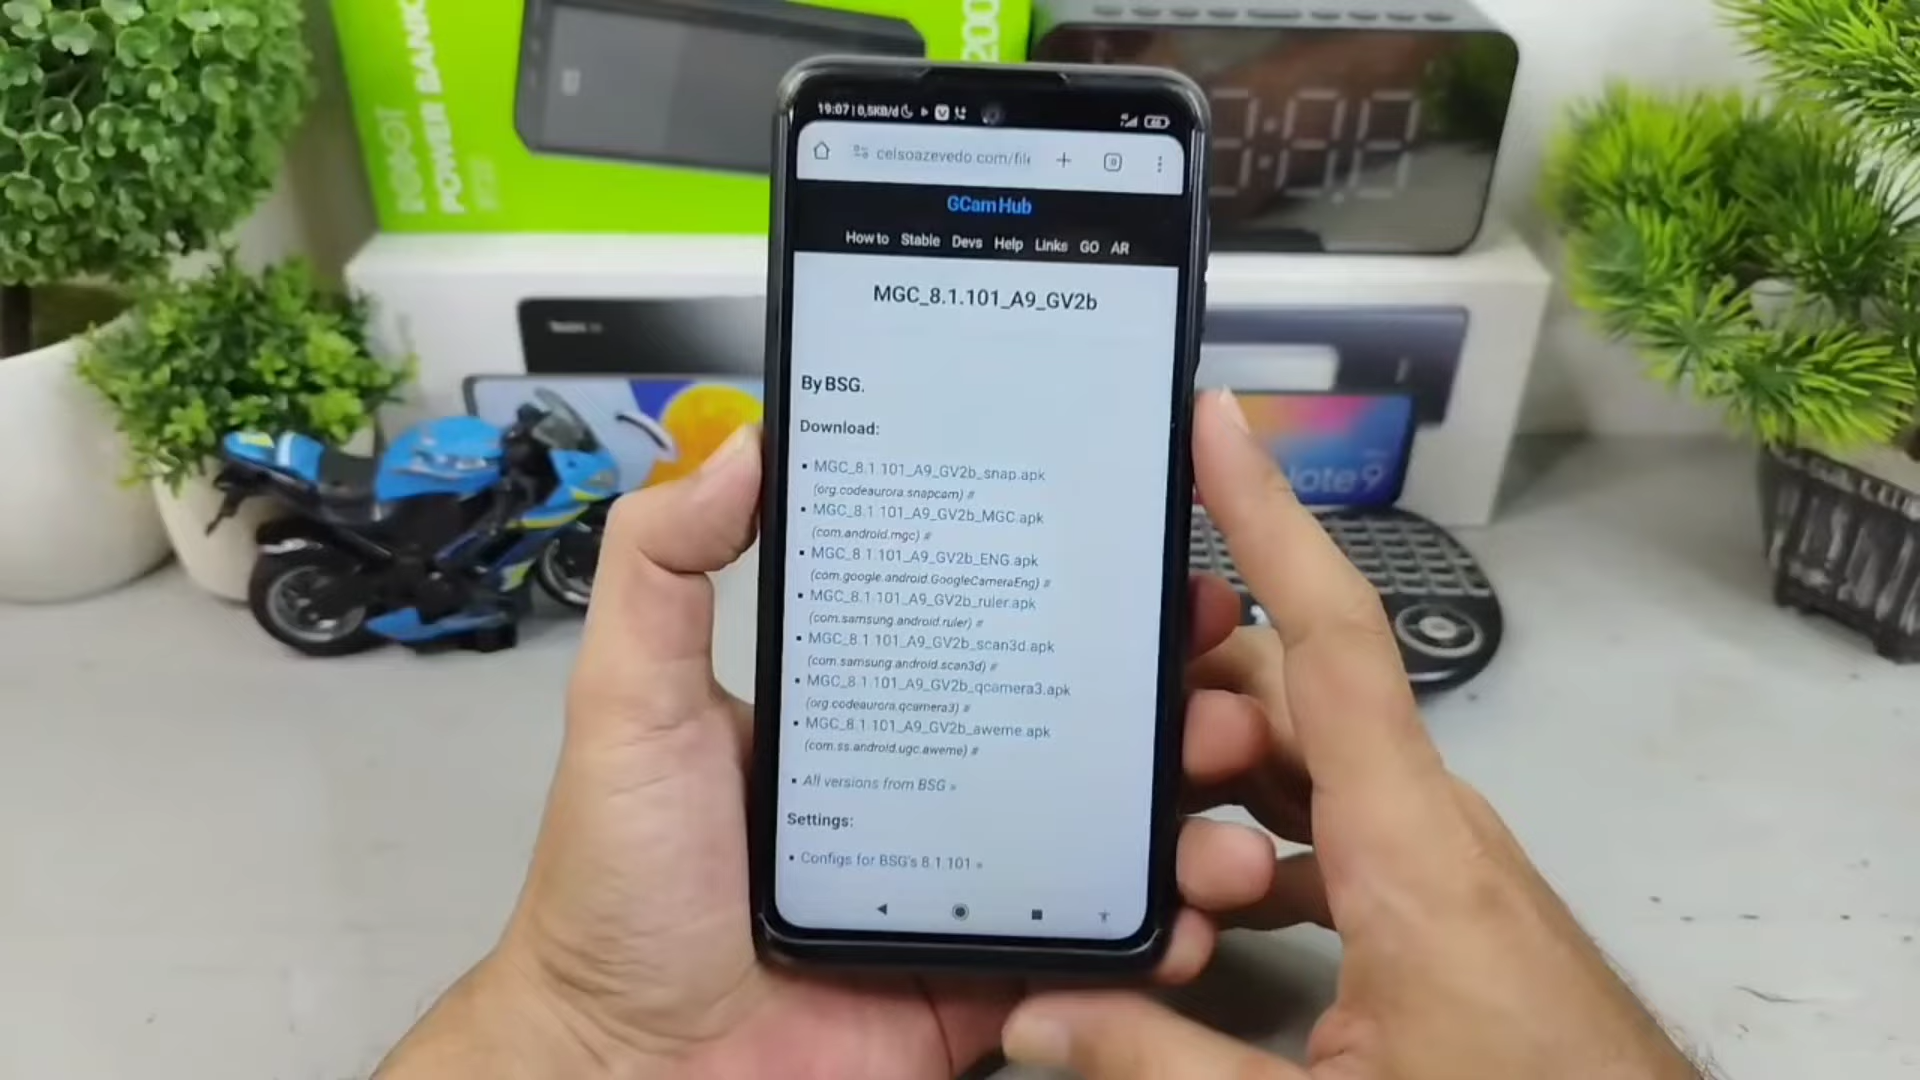 POWER BANK
19:07 | 0,5KB/d
celsoazevedo.com/file
GCam Hub
How to Stable Devs Help Links GO AR
MGC_8.1.101_A9_GV2b
By BSG.
Download:
MGC_8.1.101_A9_GV2b_snap.apk
(org.codeaurora.snapcam) #
MGC_8.1.101_A9_GV2b_MGC.apk
(com.android.mgc) #
MGC_8.1.101_A9_GV2b_ENG.apk
(com.google.android.GoogleCameraEng) #
MGC_8.1.101_A9_GV2b_ruler.apk
(com.samsung.android.ruler) #
MGC_8.1.101_A9_GV2b_scan3d.apk
(com.samsung.android.scan3d) #
MGC_8.1.101_A9_GV2b_qcamera3.apk
(org.codeaurora.qcamera3) #
MGC_8.1.101_A9_GV2b_aweme.apk
(com.ss.android.ugc.aweme) #
All versions from BSG »
Settings:
Configs for BSG's 8.1.101 »
Note 9